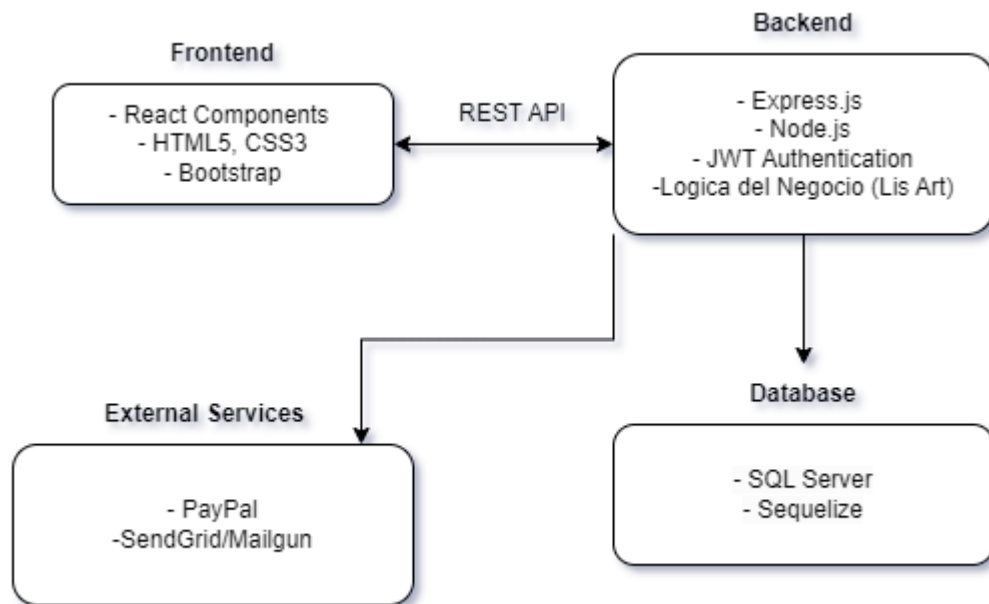 Frontend
- React Components
- HTML5, CSS3
- Bootstrap
REST API
Backend
- Express.js
- Node.js
- JWT Authentication
-Logica del Negocio (Lis Art)
External Services
- PayPal
-SendGrid/Mailgun
Database
- SQL Server
- Sequelize